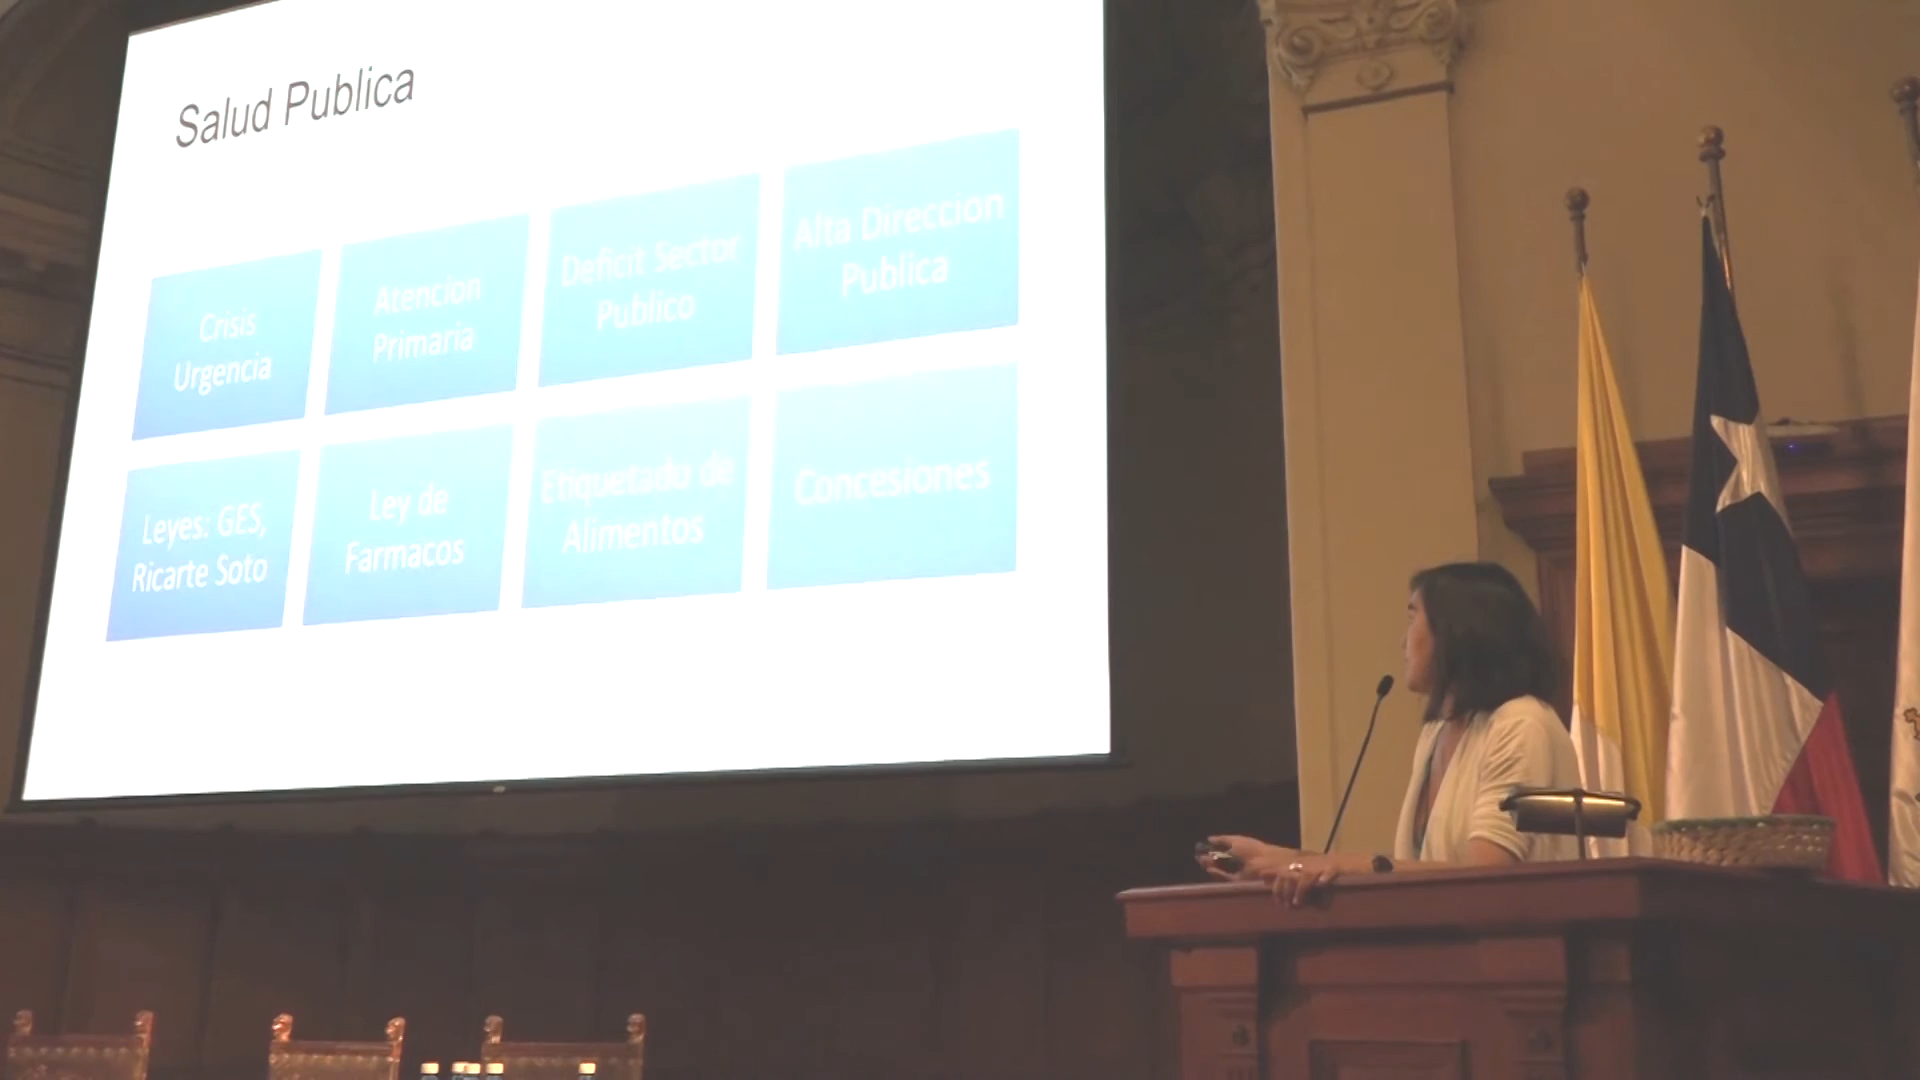 Salud Publica
Crisis
Urgencia
Atencion
Primaria
Deficit Sector
Publico
Alta Direccion
Publica
Leyes: GES,
Ricarte Soto
Ley de
Farmacos
Etiquetado de
Alimentos
Concesiones